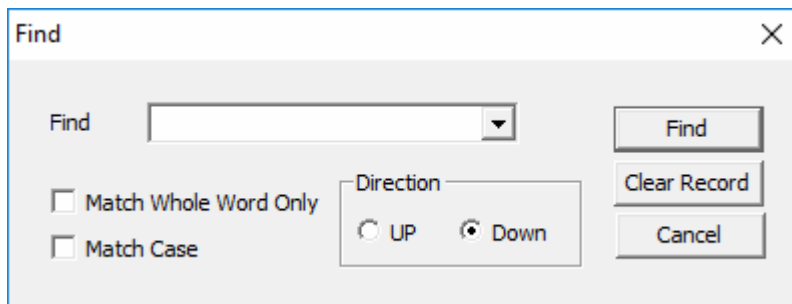 Find
Find
Find
Match Whole Word Only
Direction
Clear Record
UP
Down
Match Case
Cancel